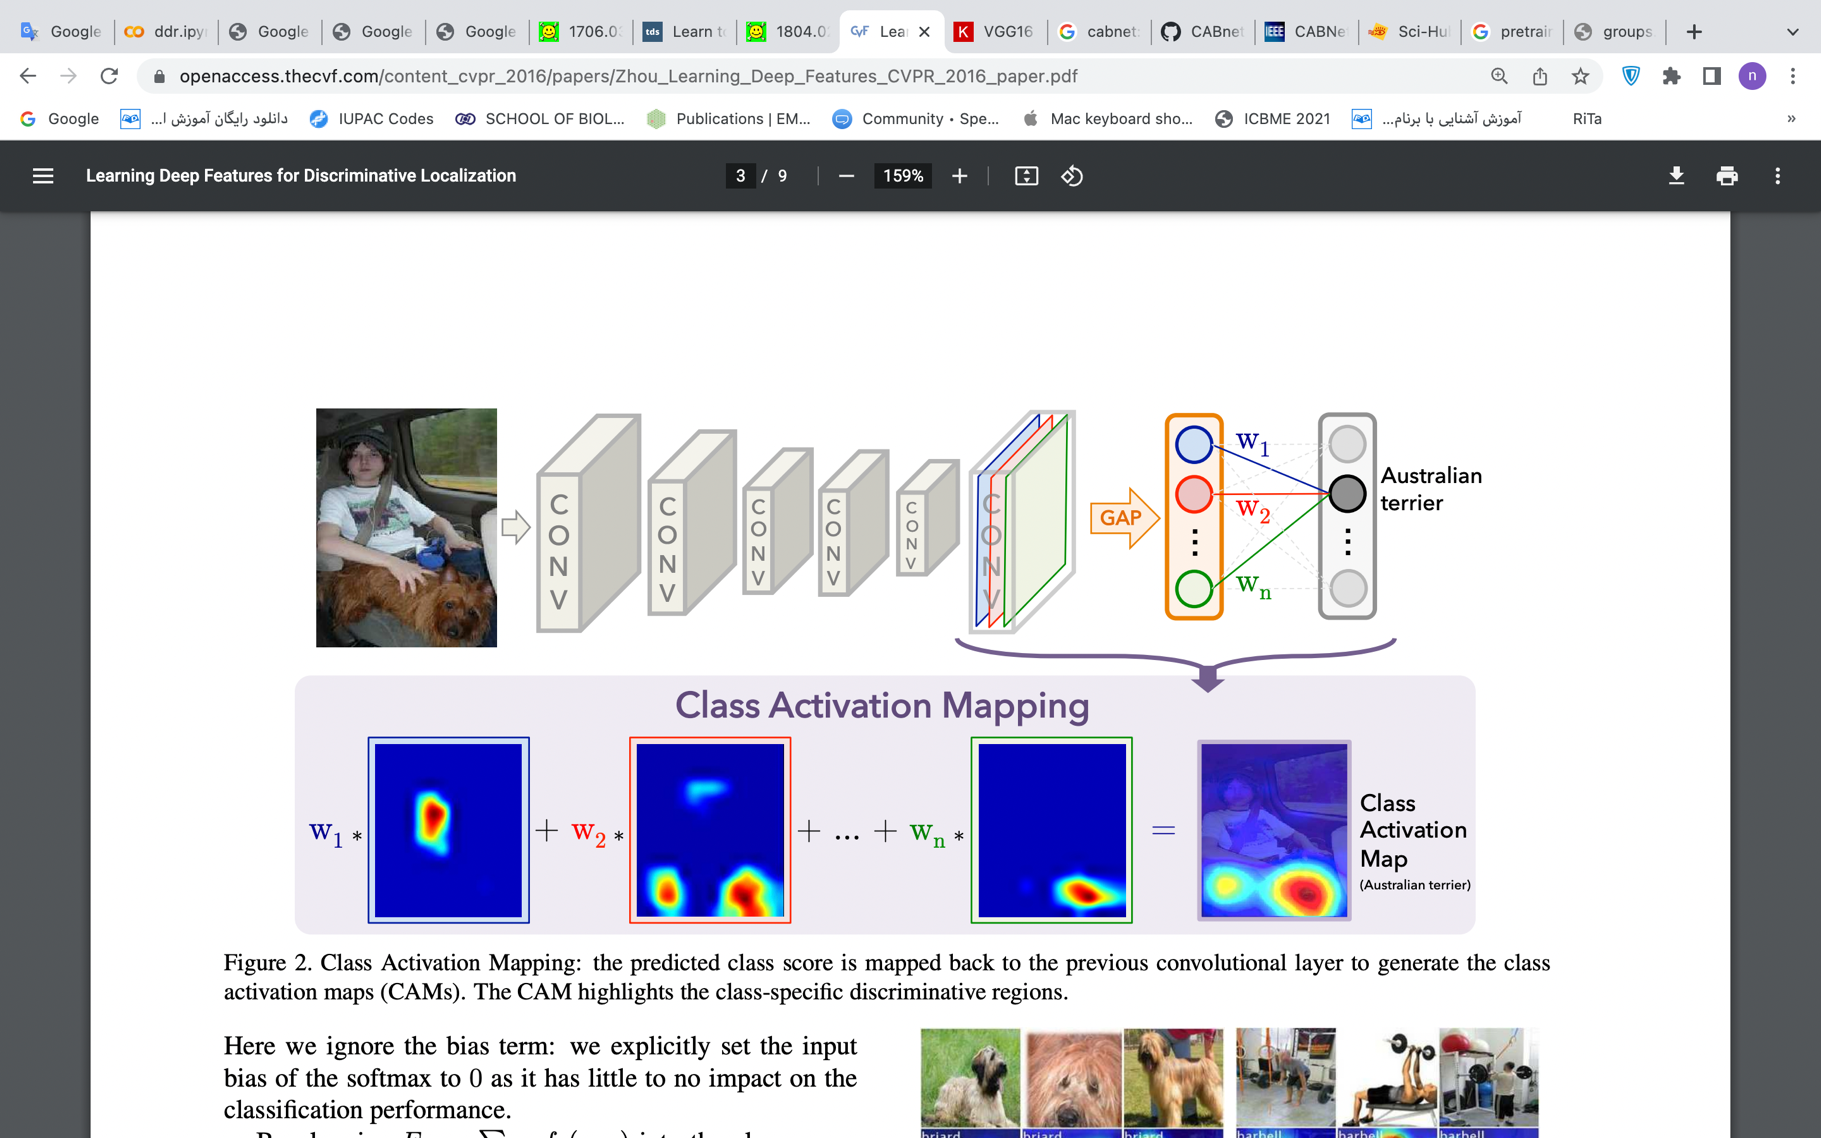 Google
ddr.ipy
Google
Google
Google
1706.0
Learn t
1804.0
Lea
VGG16
cabnet
CABnet
CABNe
Sci-Hu
pretrai
groups
openaccess.thecvf.com/content_cvpr_2016/papers/Zhou_Learning_Deep_Features_CVPR_2016_paper.pdf
n
Google
دانلود رایگان آموزش ا...
IUPAC Codes
SCHOOL OF BIOL...
Publications | EM...
Community • Spe...
Mac keyboard sho...
ICBME 2021
آموزش آشنایی با برنام...
RiTa
»
Learning Deep Features for Discriminative Localization
3 / 9
159%
CONV
CONV
CONV
CONV
CONV
CONV
GAP
w1
w2
wn
Australian
terrier
Class Activation Mapping
w1 * + w2 * + ... + wn * =
Class
Activation
Map
(Australian terrier)
Figure 2. Class Activation Mapping: the predicted class score is mapped back to the previous convolutional layer to generate the class
activation maps (CAMs). The CAM highlights the class-specific discriminative regions.
Here we ignore the bias term: we explicitly set the input
bias of the softmax to 0 as it has little to no impact on the
classification performance.
briard
briard
briard
barbell
barbell
barbell